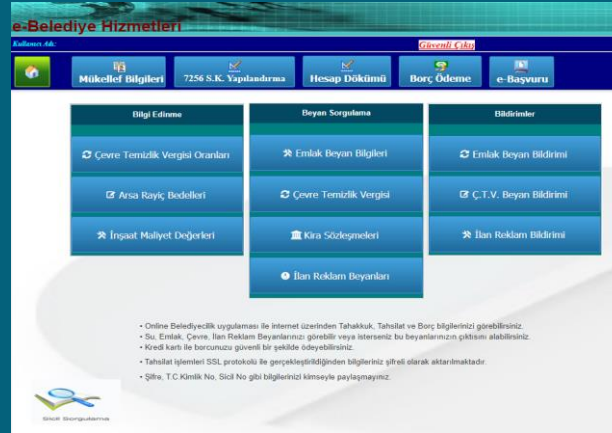 e-Belediye Hizmetleri
Kullanıcı Adı:
Güvenli Çıkış
Mükellef Bilgileri
7256 S.K. Yapılandırma
Hesap Dökümü
Borç Ödeme
e-Başvuru
Bilgi Edinme
Çevre Temizlik Vergisi Oranları
Arsa Rayiç Bedelleri
İnşaat Maliyet Değerleri
Beyan Sorgulama
Emlak Beyan Bilgileri
Çevre Temizlik Vergisi
Kira Sözleşmeleri
İlan Reklam Beyanları
Bildirimler
Emlak Beyan Bildirimi
Ç.T.V. Beyan Bildirimi
İlan Reklam Bildirimi
• Online Belediyecilik uygulaması ile internet üzerinden Tahakkuk, Tahsilat ve Borç bilgilerinizi görebilirsiniz.
• Su, Emlak, Çevre, İlan Reklam Beyanlarınızı görebilir veya isterseniz bu beyanlarınızın çıktısını alabilirsiniz.
• Kredi kartı ile borcunuzu güvenli bir şekilde ödeyebilirsiniz.
• Tahsilat işlemleri SSL protokolü ile gerçekleştirildiğinden bilgileriniz şifreli olarak aktarılmaktadır.
• Şifre, T.C.Kimlik No, Sicil No gibi bilgilerinizi kimseyle paylaşmayınız.
Sicil Sorgulama